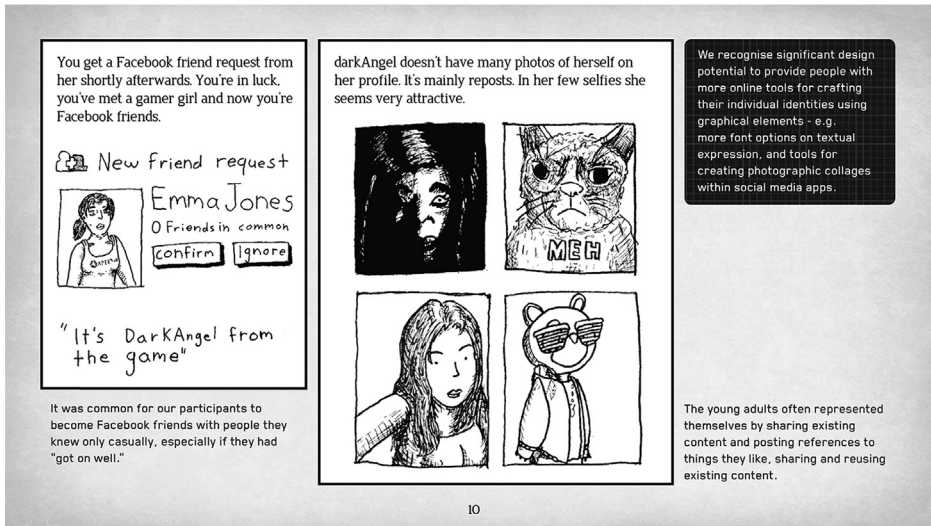 You get a Facebook friend request from
her shortly afterwards. You're in luck,
you've met a gamer girl and now you're
Facebook friends.
New friend request
Emma Jones
0 Friends in common
confirm Ignore
"It's DarkAngel from
the game"
It was common for our participants to
become Facebook friends with people they
knew only casually, especially if they had
"got on well."
darkAngel doesn't have many photos of herself on
her profile. It's mainly reposts. In her few selfies she
seems very attractive.
MEH
We recognise significant design
potential to provide people with
more online tools for crafting
their individual identities using
graphical elements - e.g.
more font options on textual
expression, and tools for
creating photographic collages
within social media apps.
The young adults often represented
themselves by sharing existing
content and posting references to
things they like, sharing and reusing
existing content.
10